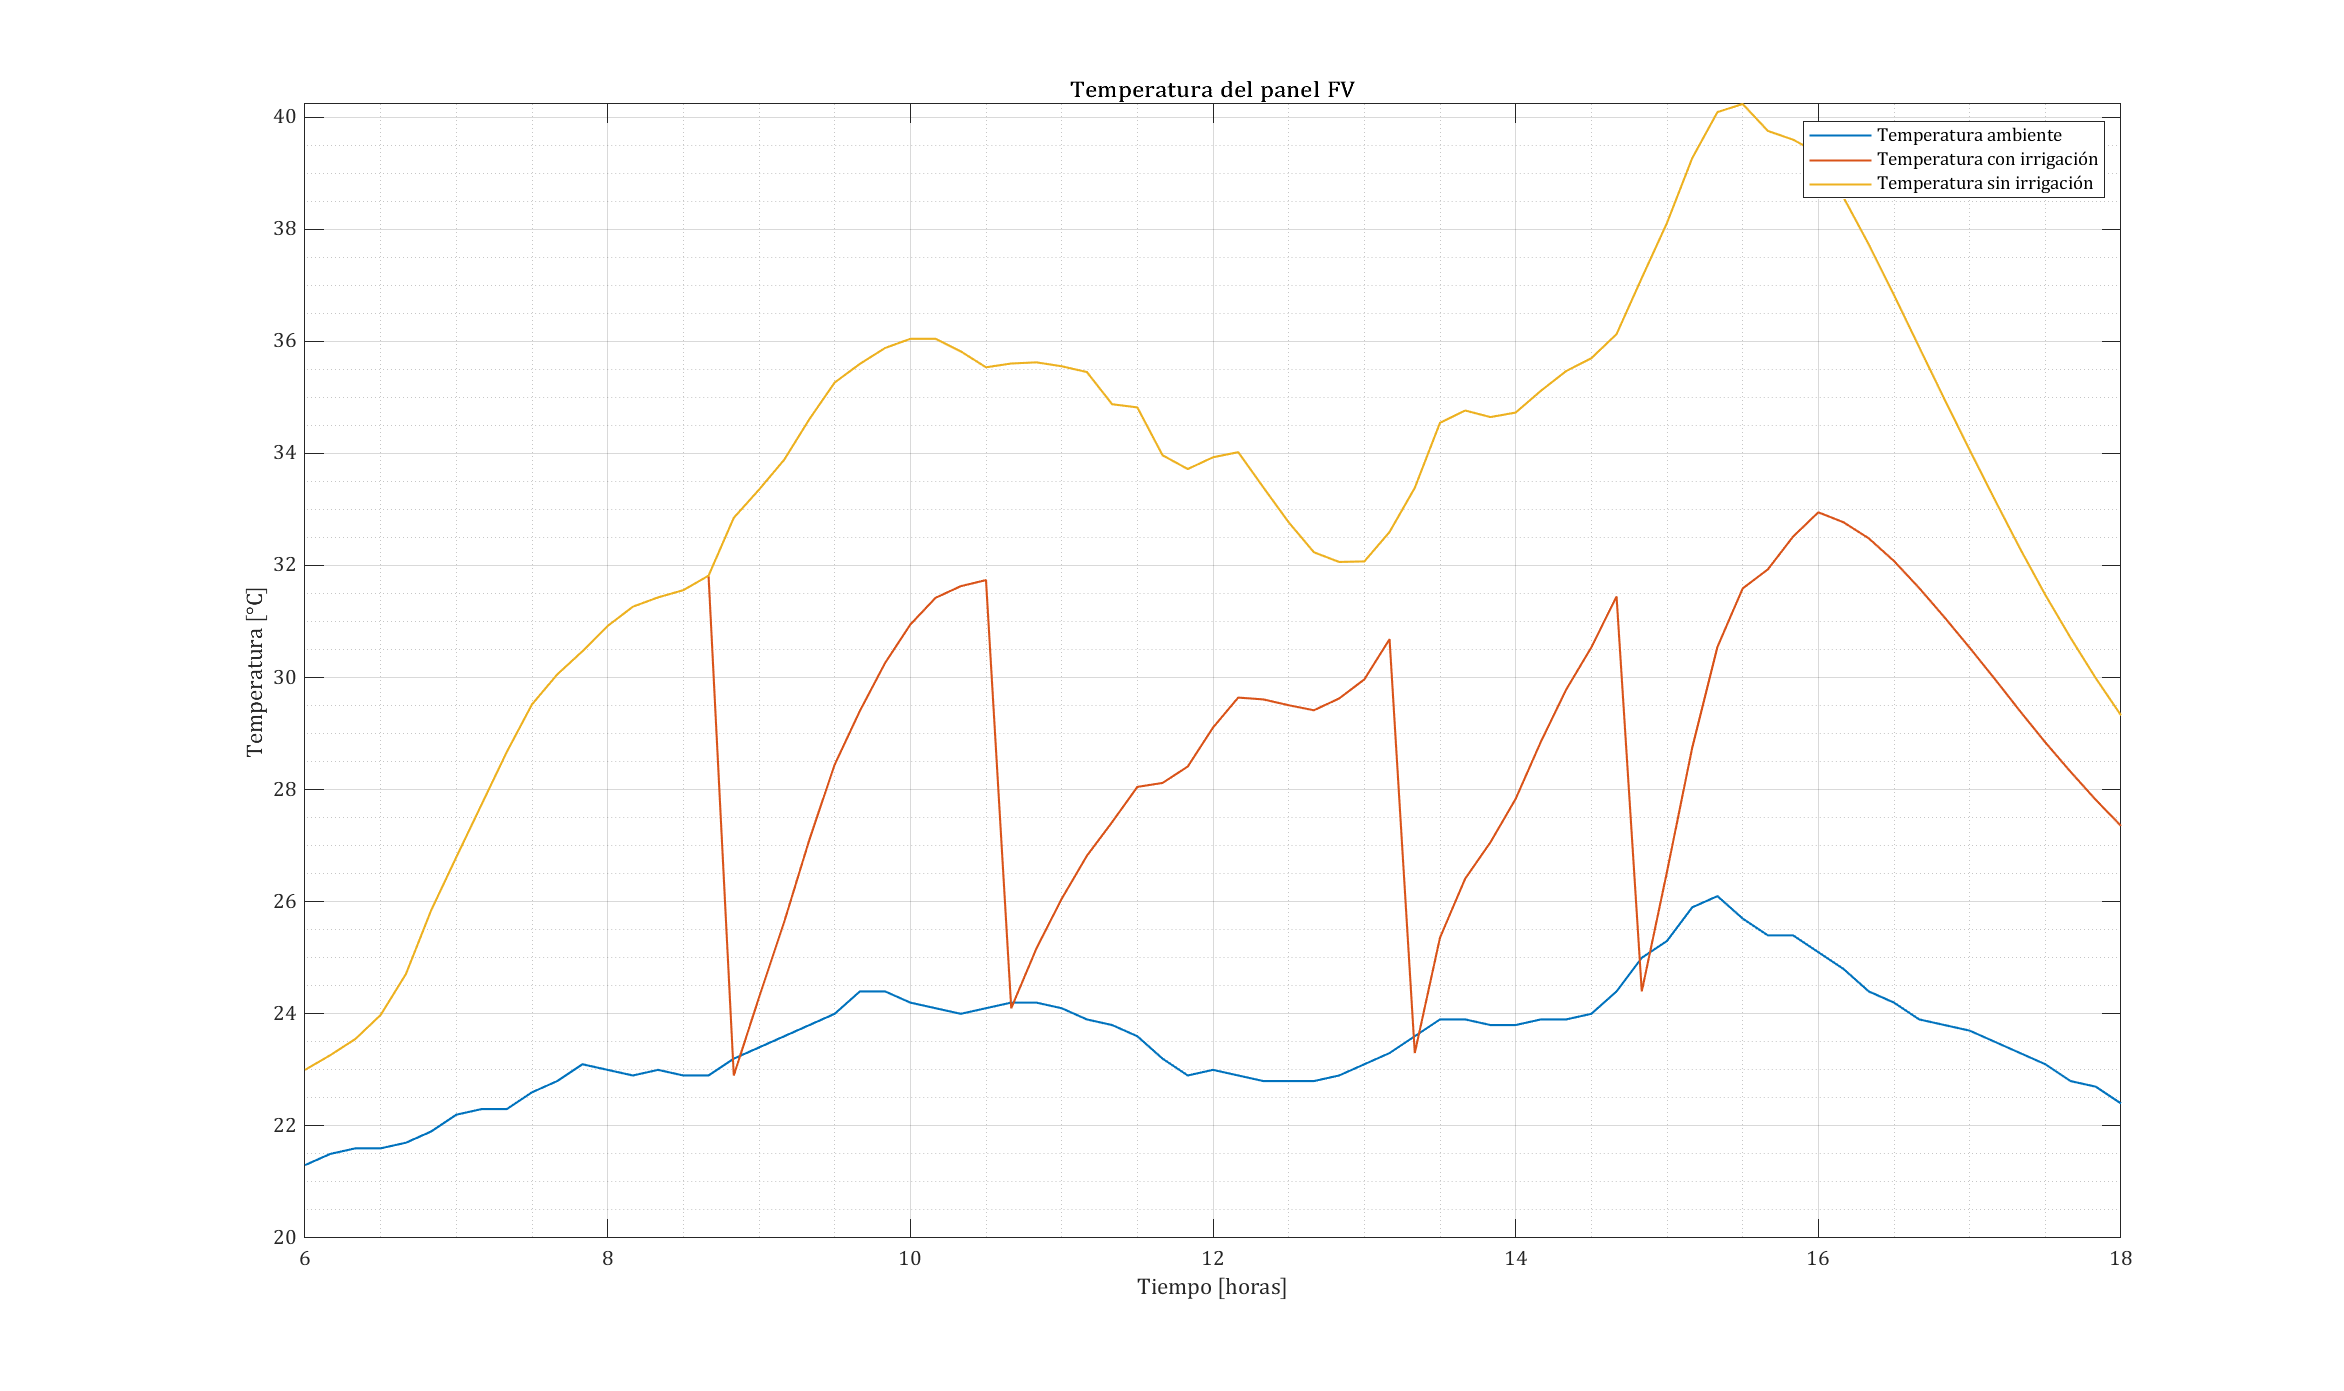 Temperatura del panel FV
40
38
36
34
32
30
28
26
24
22
20
Temperatura [°C]
Temperatura ambiente
Temperatura con irrigación
Temperatura sin irrigación
6 8 10 12 14 16 18
Tiempo [horas]